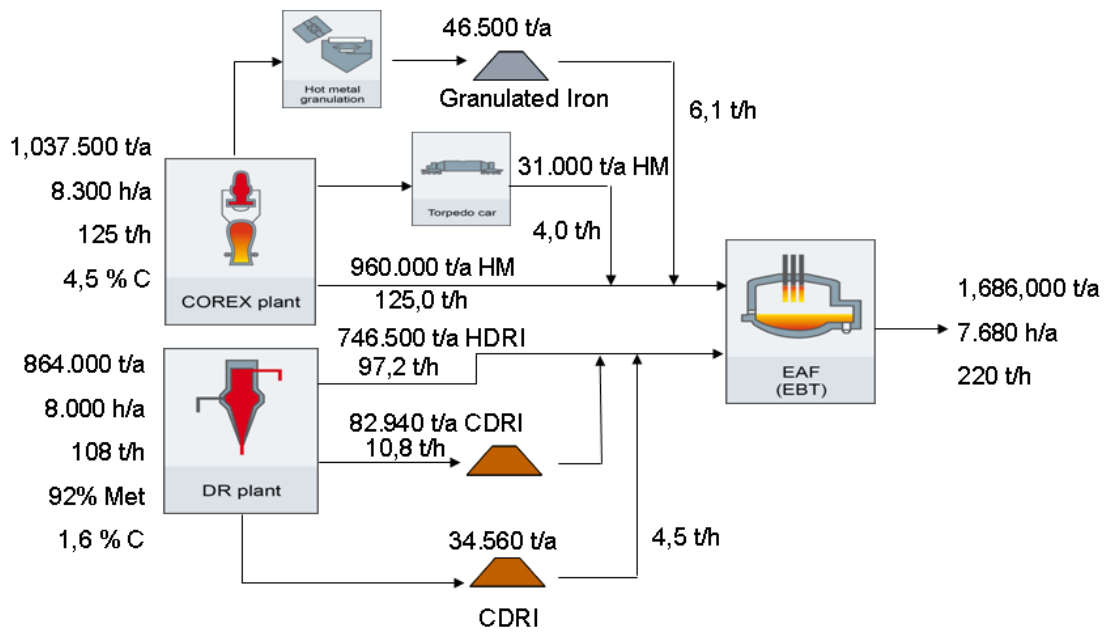 46.500 t/a
Hot metal
granulation
Granulated Iron
6,1 t/h
1,037.500 t/a
8.300 h/a
125 t/h
4,5 % C
COREX plant
Torpedo car
31.000 t/a HM
4,0 t/h
960.000 t/a HM
125,0 t/h
746.500 t/a HDRI
97,2 t/h
EAF
(EBT)
1,686,000 t/a
7.680 h/a
220 t/h
864.000 t/a
8.000 h/a
108 t/h
92% Met
1,6 % C
DR plant
82.940 t/a CDRI
10,8 t/h
34.560 t/a
CDRI
4,5 t/h